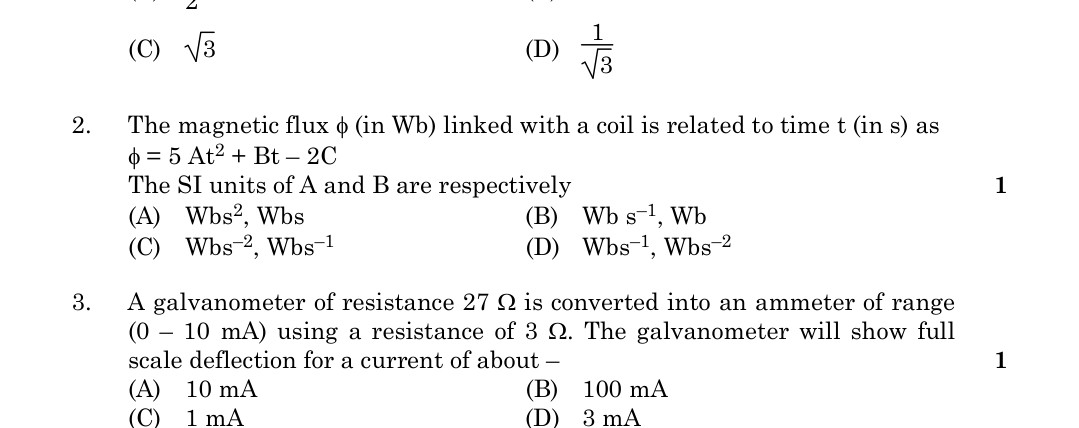 2
(C) √3 (D) 1/√3
2. The magnetic flux ϕ (in Wb) linked with a coil is related to time t (in s) as
ϕ = 5 At² + Bt – 2C
The SI units of A and B are respectively 1
(A) Wbs², Wbs (B) Wb s⁻¹, Wb
(C) Wbs⁻², Wbs⁻¹ (D) Wbs⁻¹, Wbs⁻²
3. A galvanometer of resistance 27 Ω is converted into an ammeter of range
(0 – 10 mA) using a resistance of 3 Ω. The galvanometer will show full
scale deflection for a current of about – 1
(A) 10 mA (B) 100 mA
(C) 1 mA (D) 3 mA